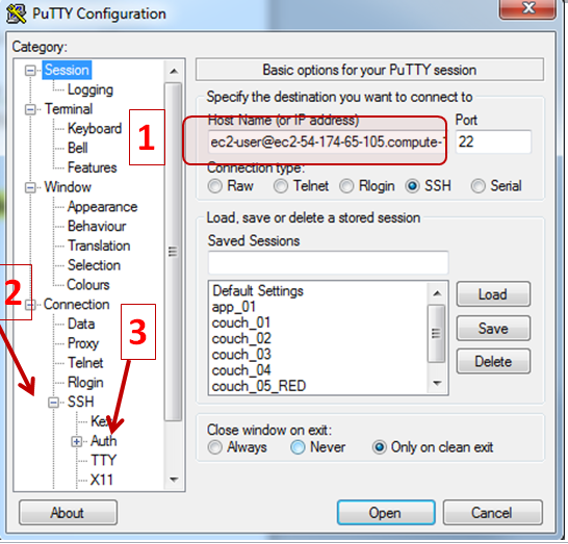 PuTTY Configuration
Category:
Session
Logging
Terminal
Keyboard
Bell
Features
Window
Appearance
Behaviour
Translation
Selection
Colours
Connection
Data
Proxy
Telnet
Rlogin
SSH
Kex
Auth
TTY
X11
About
1
2
3
Basic options for your PuTTY session
Specify the destination you want to connect to
Host Name (or IP address) Port
ec2-user@ec2-54-174-65-105.compute- 22
Connection type:
Raw Telnet Rlogin SSH Serial
Load, save or delete a stored session
Saved Sessions
Default Settings
app_01
couch_01
couch_02
couch_03
couch_04
couch_05_RED
Load
Save
Delete
Close window on exit:
Always Never Only on clean exit
Open Cancel